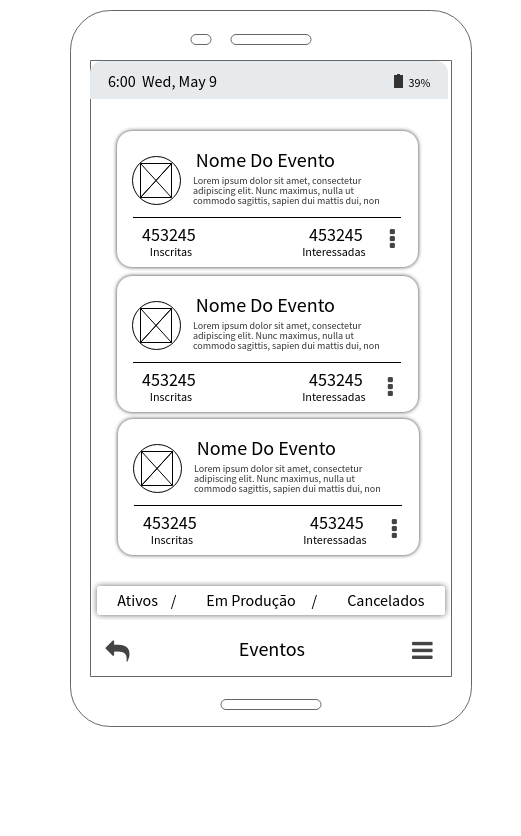 6:00 Wed, May 9 39%
Nome Do Evento
Lorem ipsum dolor sit amet, consectetur
adipiscing elit. Nunc maximus, nulla ut
commodo sagittis, sapien dui mattis dui, non
453245 453245
Inscritas Interessadas
Nome Do Evento
Lorem ipsum dolor sit amet, consectetur
adipiscing elit. Nunc maximus, nulla ut
commodo sagittis, sapien dui mattis dui, non
453245 453245
Inscritas Interessadas
Nome Do Evento
Lorem ipsum dolor sit amet, consectetur
adipiscing elit. Nunc maximus, nulla ut
commodo sagittis, sapien dui mattis dui, non
453245 453245
Inscritas Interessadas
Ativos / Em Produção / Cancelados
Eventos